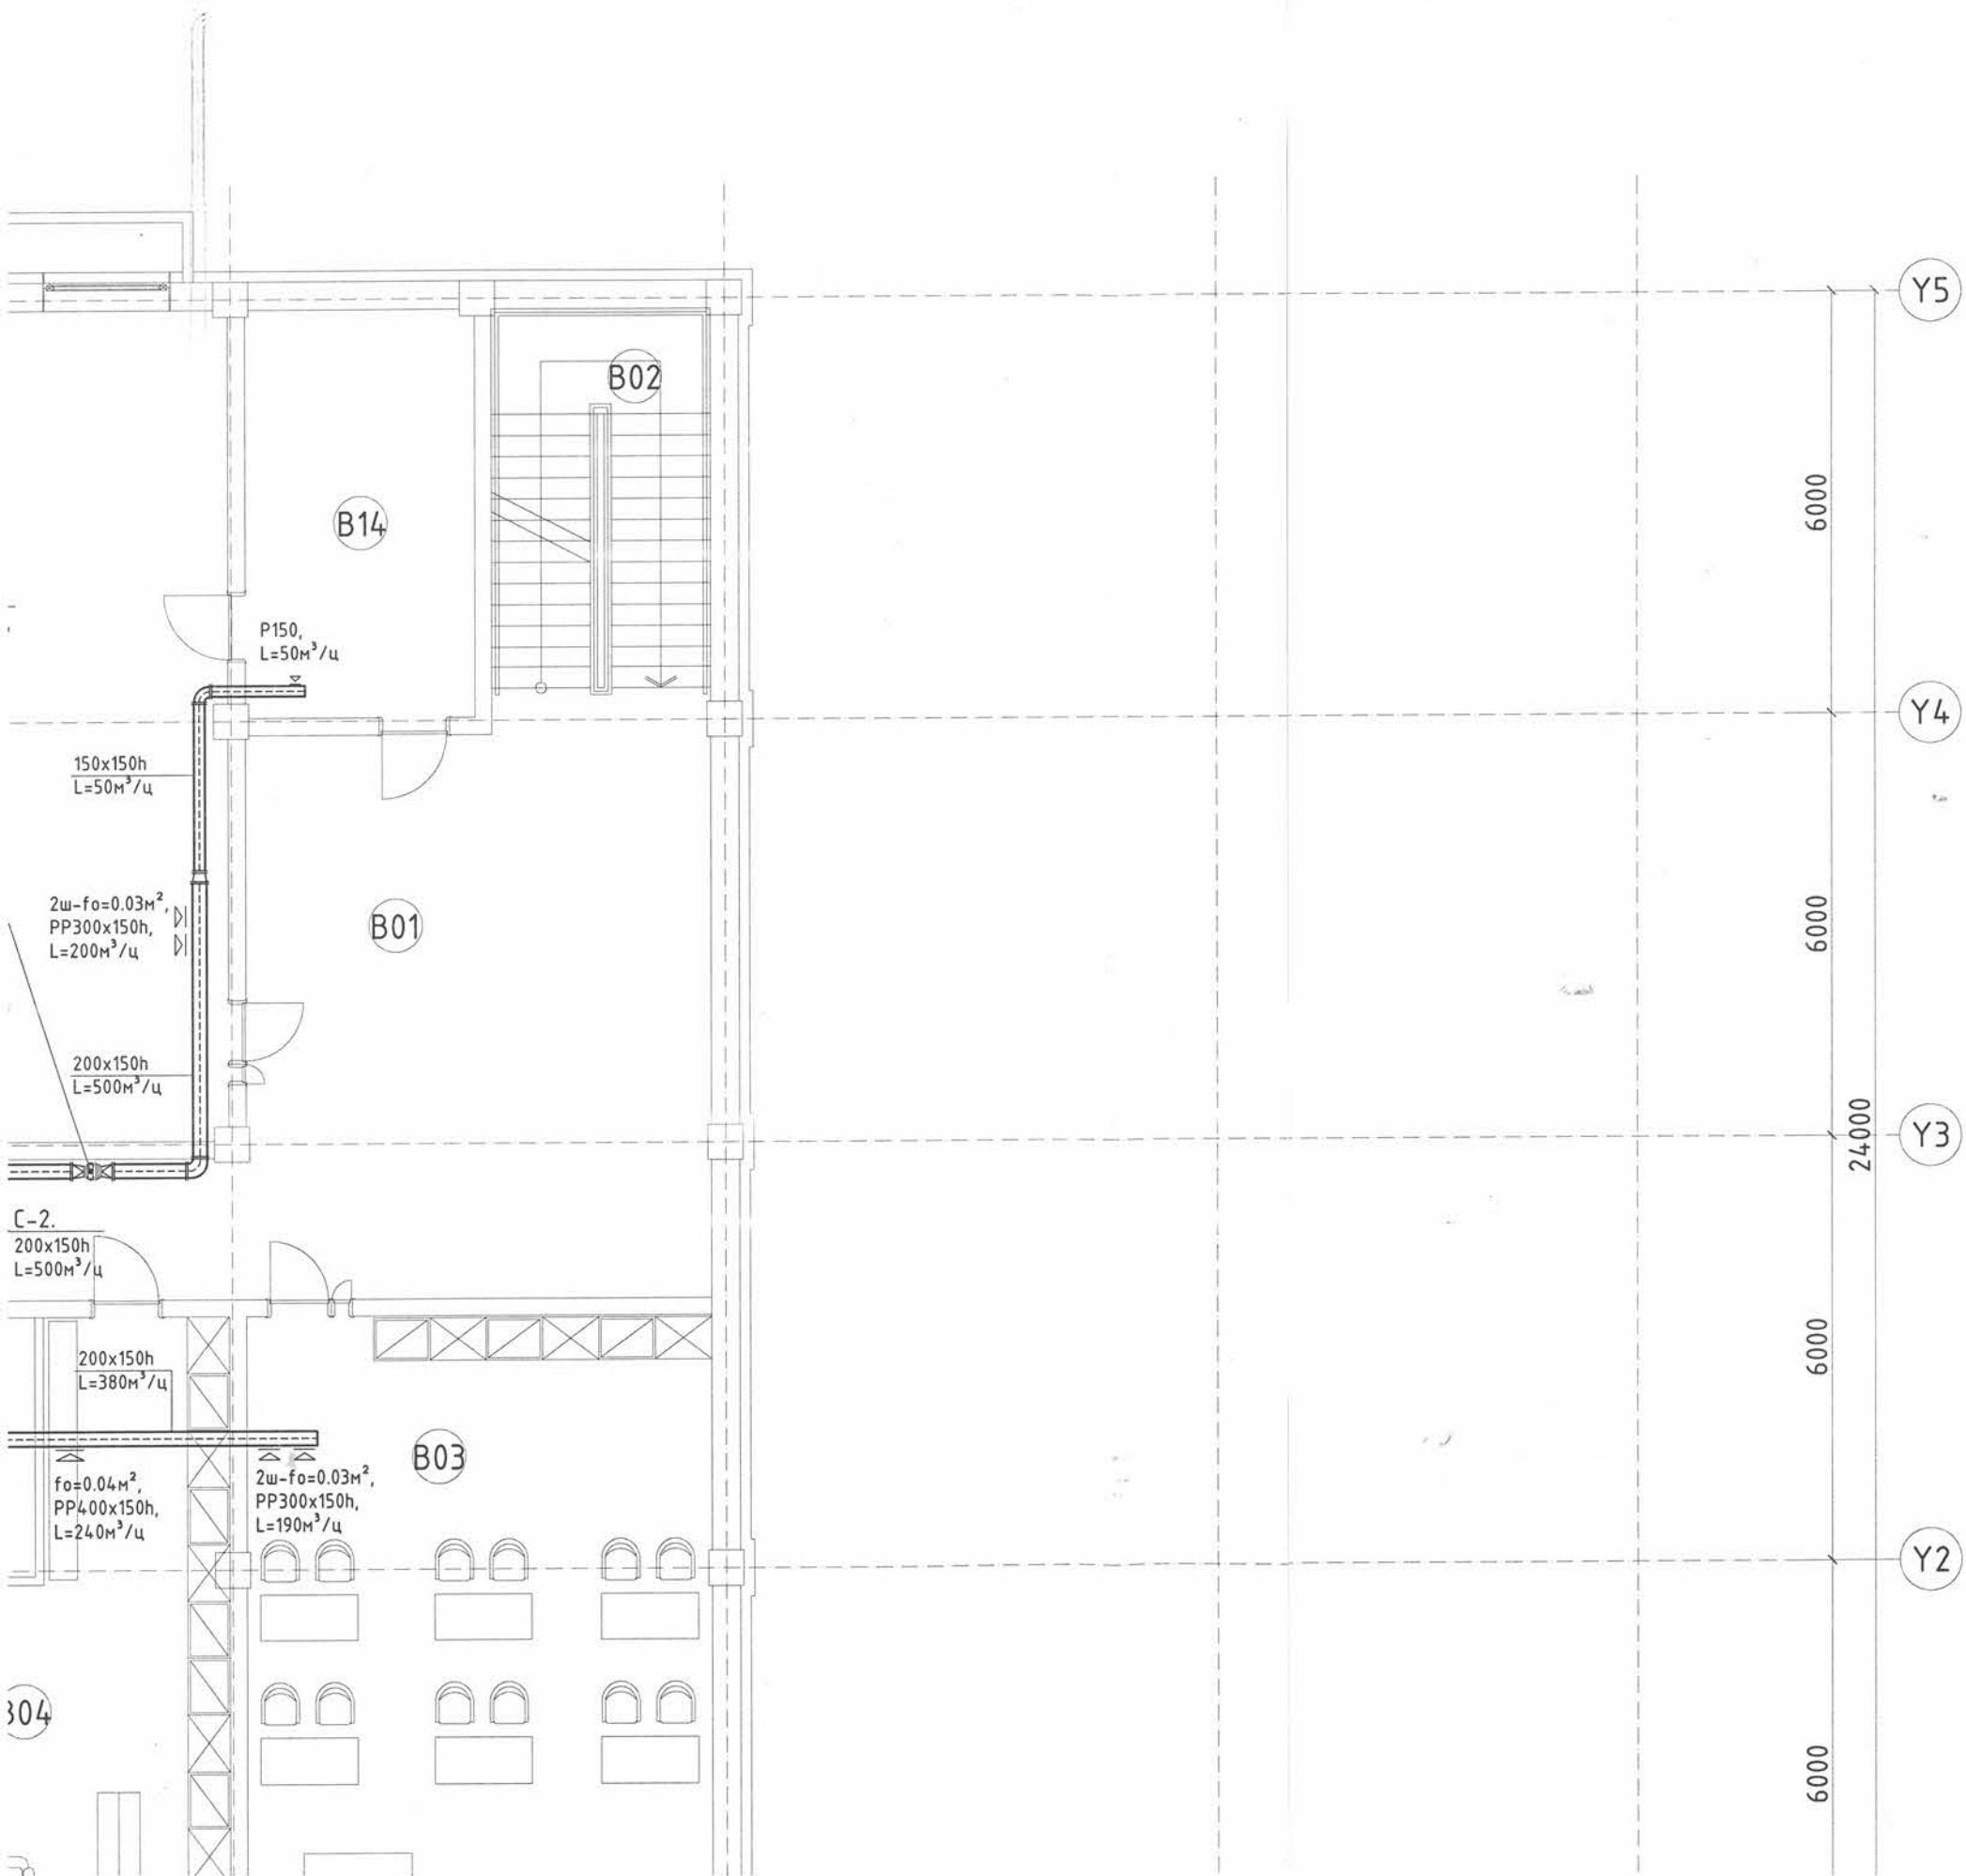 Y5
B02
6000
B14
P150,
L=50м³/ц
Y4
150x150h
L=50м³/ц
2ш-fo=0.03м²,
PP300x150h,
L=200м³/ц
B01
6000
200x150h
L=500м³/ц
24000
Y3
C-2.
200x150h
L=500м³/ц
6000
200x150h
L=380м³/ц
B03
fo=0.04м²,
PP400x150h,
L=240м³/ц
2ш-fo=0.03м²,
PP300x150h,
L=190м³/ц
Y2
B04
6000